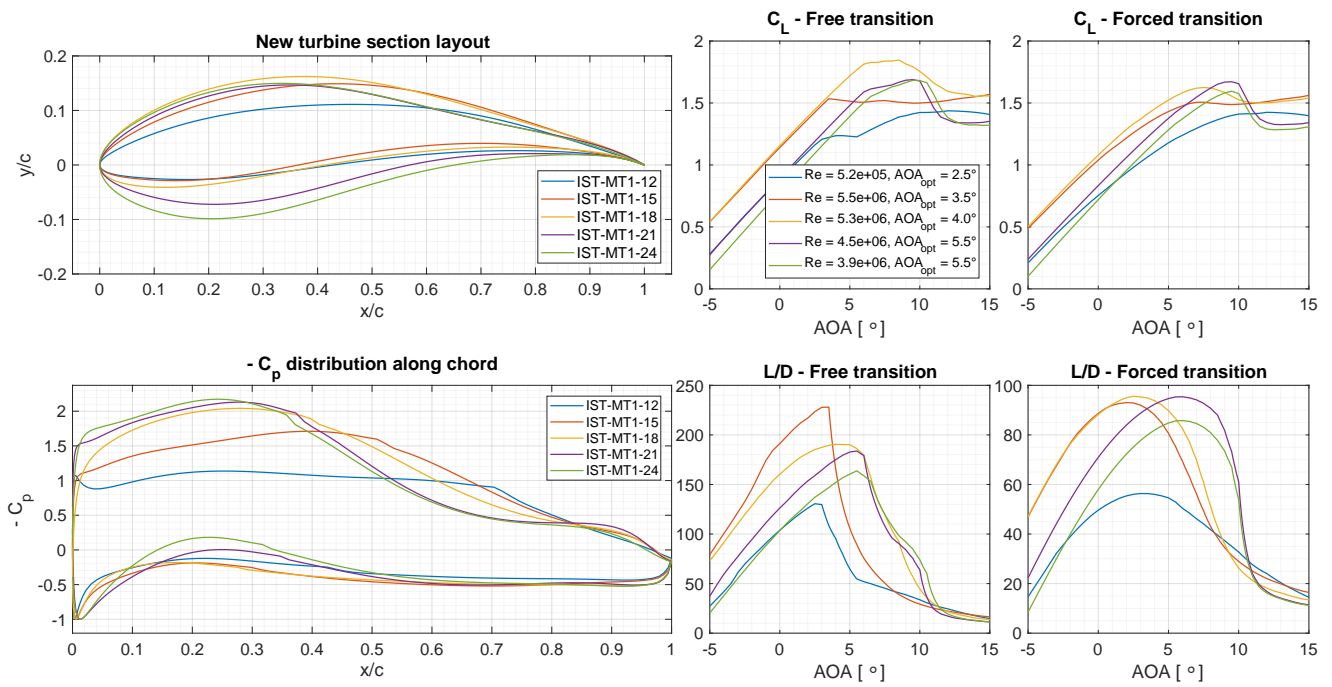 New turbine section layout
0.2
0.1
0
-0.1
-0.2
y/c
0 0.1 0.2 0.3 0.4 0.5 0.6 0.7 0.8 0.9 1
x/c
IST-MT1-12
IST-MT1-15
IST-MT1-18
IST-MT1-21
IST-MT1-24
C_L - Free transition
2
1.5
1
0.5
0
-5 0 5 10 15
AOA [ ° ]
Re = 5.2e+05, AOA_opt = 2.5°
Re = 5.5e+06, AOA_opt = 3.5°
Re = 5.3e+06, AOA_opt = 4.0°
Re = 4.5e+06, AOA_opt = 5.5°
Re = 3.9e+06, AOA_opt = 5.5°
C_L - Forced transition
2
1.5
1
0.5
0
-5 0 5 10 15
AOA [ ° ]
- C_p distribution along chord
2
1.5
1
0.5
0
-0.5
-1
- C_p
0 0.1 0.2 0.3 0.4 0.5 0.6 0.7 0.8 0.9 1
x/c
IST-MT1-12
IST-MT1-15
IST-MT1-18
IST-MT1-21
IST-MT1-24
L/D - Free transition
250
200
150
100
50
0
-5 0 5 10 15
AOA [ ° ]
L/D - Forced transition
100
80
60
40
20
0
-5 0 5 10 15
AOA [ ° ]